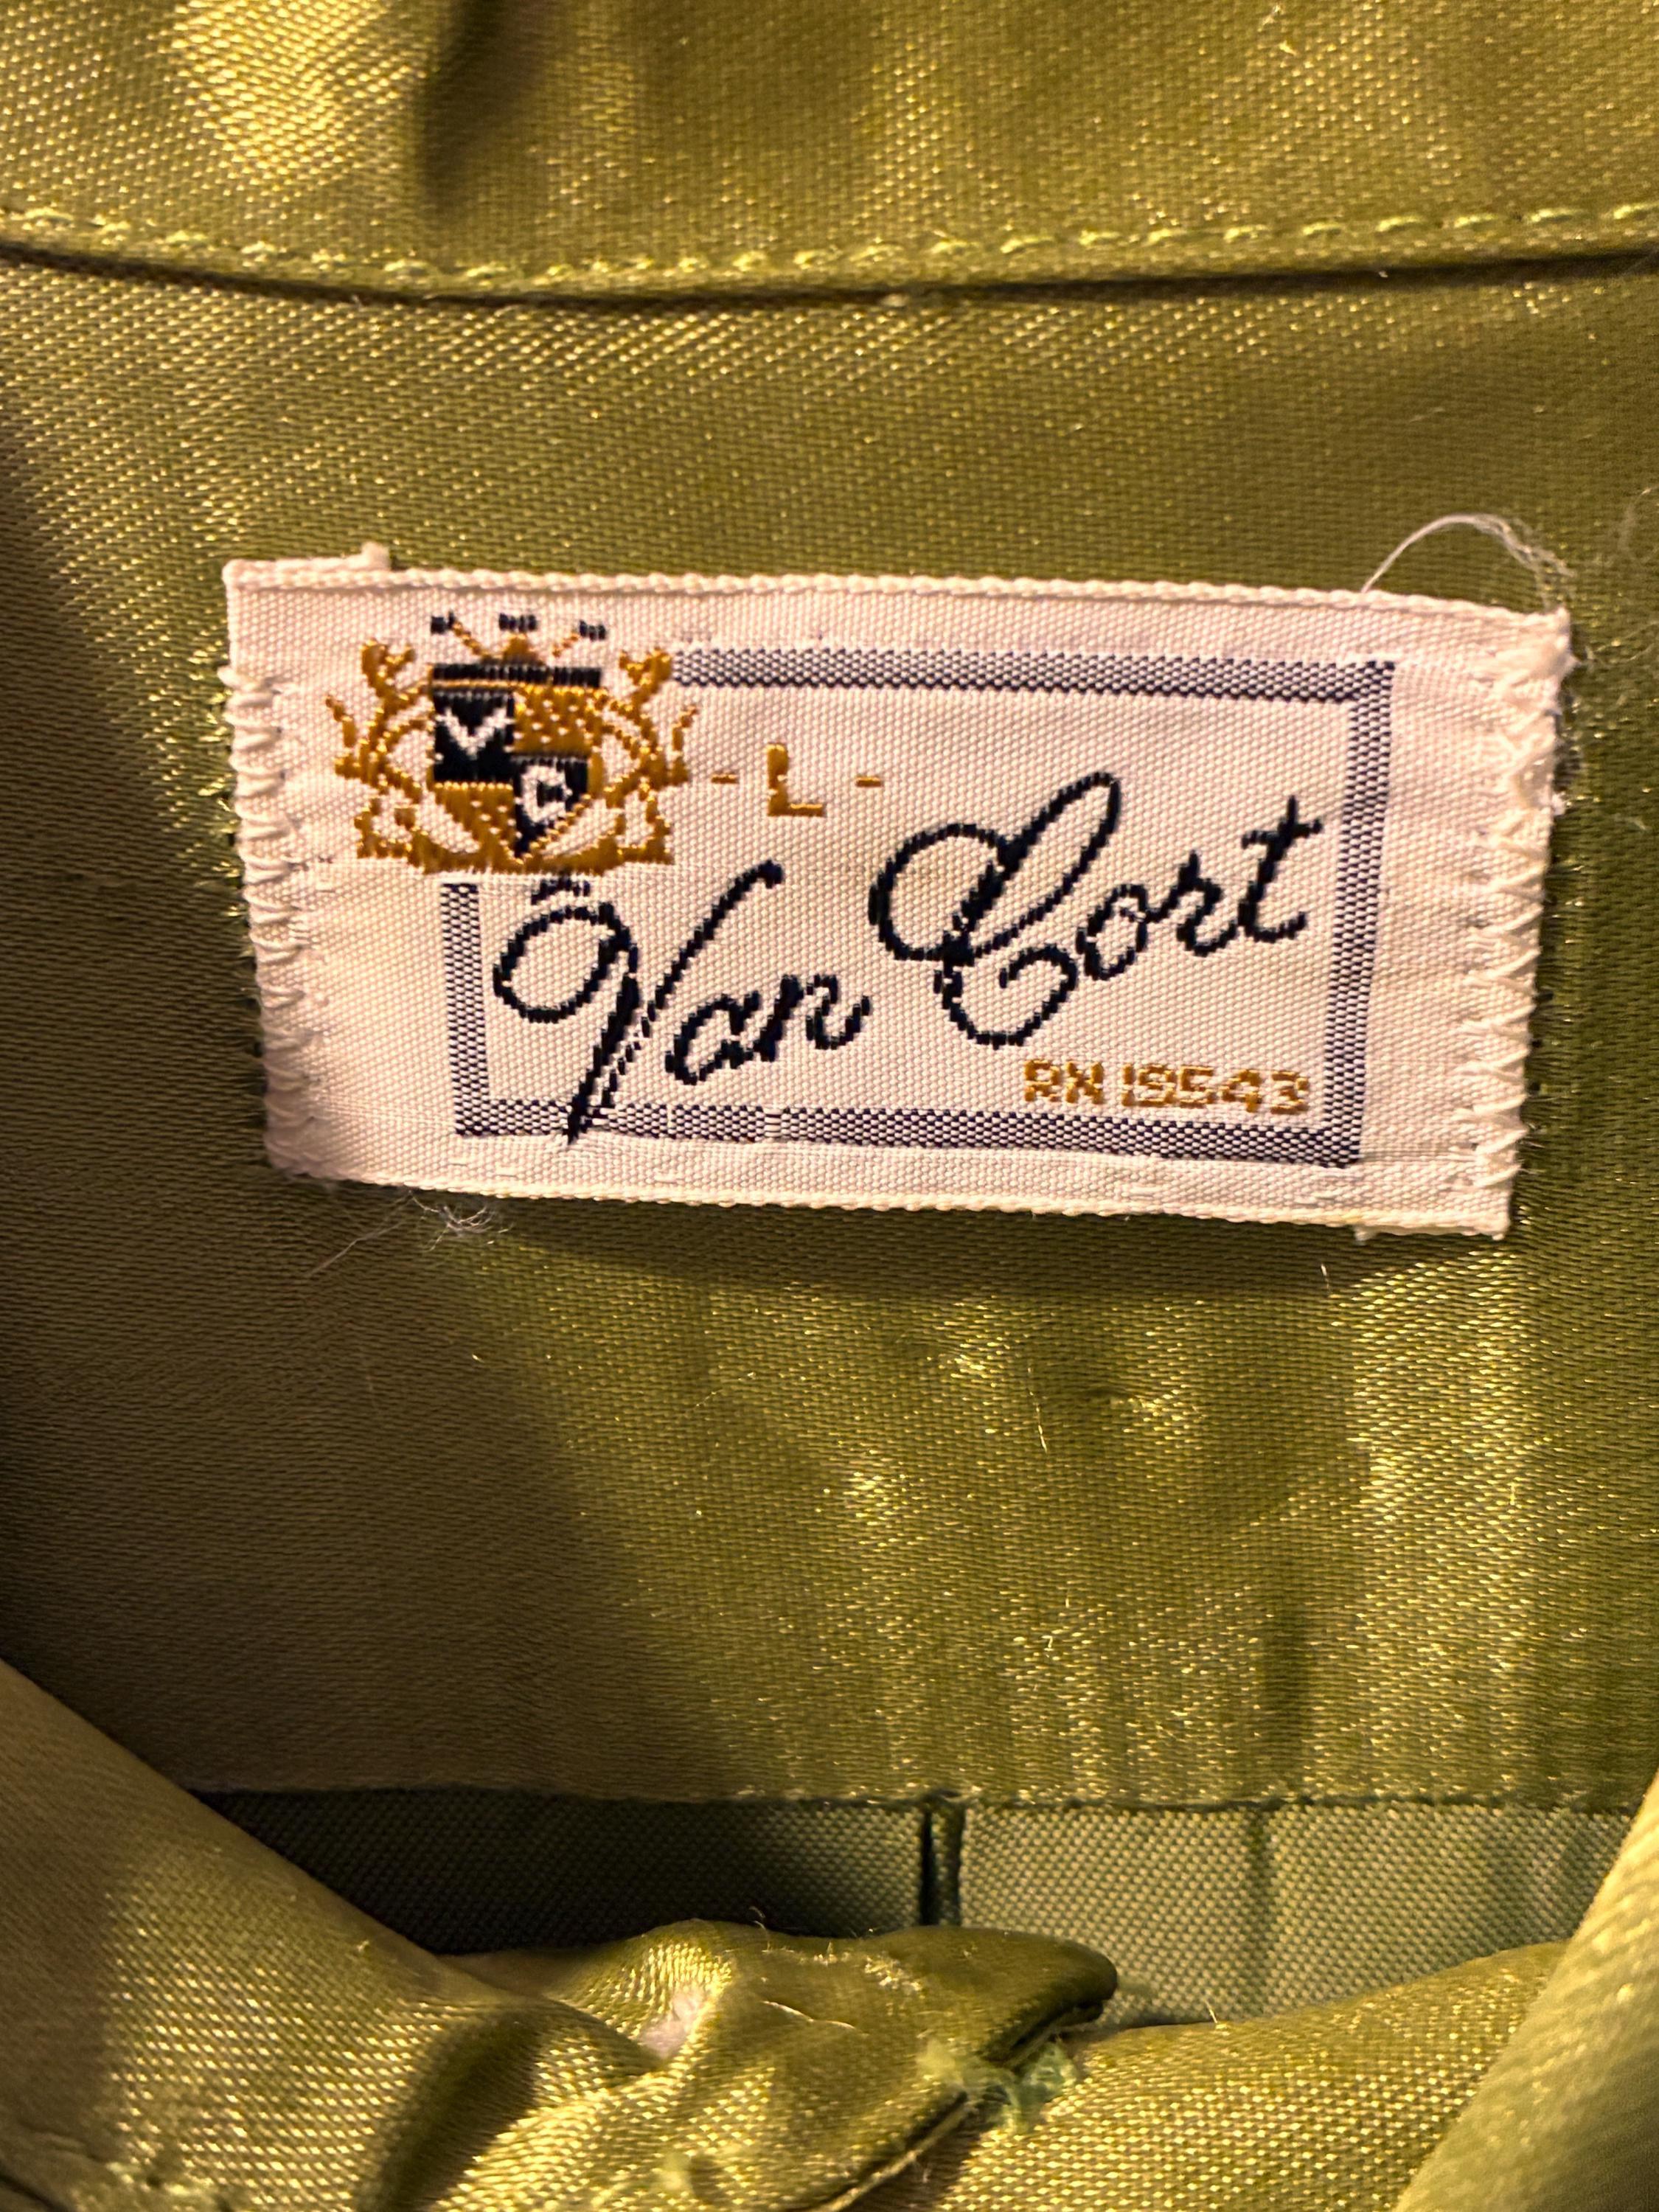 V
C
- L -
Van Cort
RN 19543